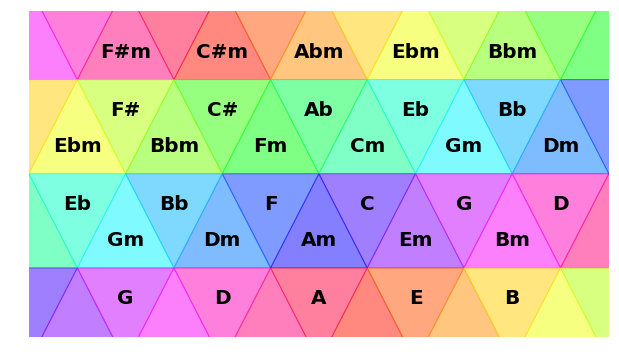 F#m C#m Abm Ebm Bbm
F# C# Ab Eb Bb
Ebm Bbm Fm Cm Gm Dm
Eb Bb F C G D
Gm Dm Am Em Bm
G D A E B